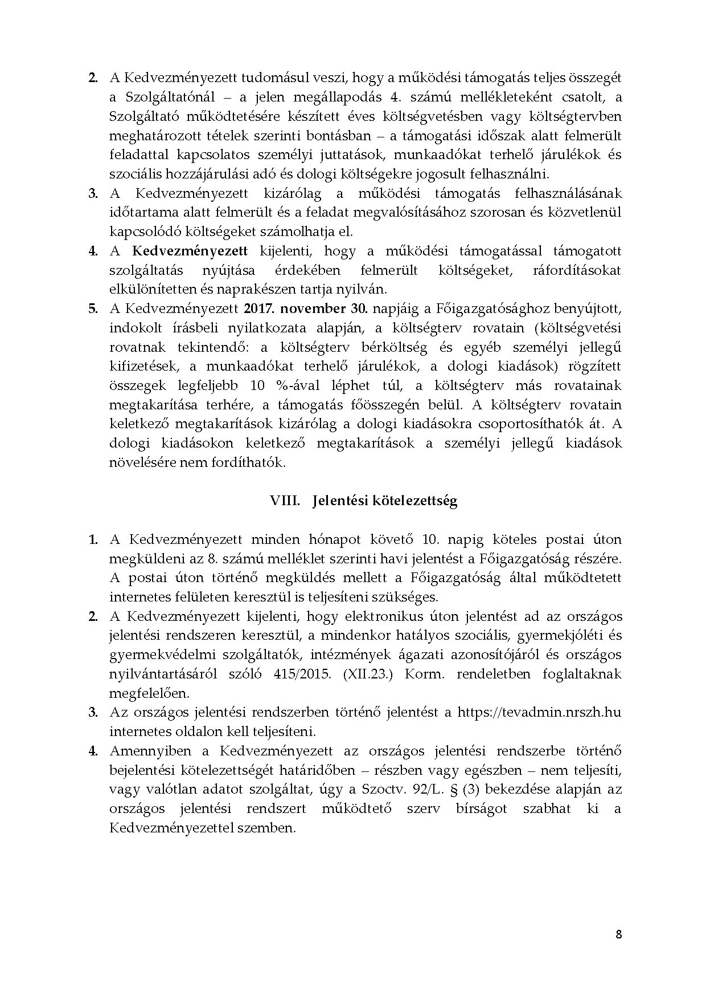 2. A Kedvezményezett tudomásul veszi, hogy a működési támogatás teljes összegét
a Szolgáltatónál – a jelen megállapodás 4. számú mellékleteként csatolt, a
Szolgáltató működtetésére készített éves költségvetésben vagy költségtervben
meghatározott tételek szerinti bontásban – a támogatási időszak alatt felmerült
feladattal kapcsolatos személyi juttatások, munkaadókat terhelő járulékok és
szociális hozzájárulási adó és dologi költségekre jogosult felhasználni.
3. A Kedvezményezett kizárólag a működési támogatás felhasználásának
időtartama alatt felmerült és a feladat megvalósításához szorosan és közvetlenül
kapcsolódó költségeket számolhatja el.
4. A Kedvezményezett kijelenti, hogy a működési támogatással támogatott
szolgáltatás nyújtása érdekében felmerült költségeket, ráfordításokat
elkülönítetten és naprakészen tartja nyilván.
5. A Kedvezményezett 2017. november 30. napjáig a Főigazgatósághoz benyújtott,
indokolt írásbeli nyilatkozata alapján, a költségterv rovatain (költségvetési
rovatnak tekintendő: a költségterv bérköltség és egyéb személyi jellegű
kifizetések, a munkaadókat terhelő járulékok, a dologi kiadások) rögzített
összegek legfeljebb 10 %-ával léphet túl, a költségterv más rovatainak
megtakarítása terhére, a támogatás főösszegén belül. A költségterv rovatain
keletkező megtakarítások kizárólag a dologi kiadásokra csoportosíthatók át. A
dologi kiadásokon keletkező megtakarítások a személyi jellegű kiadások
növelésére nem fordíthatók.
VIII. Jelentési kötelezettség
1. A Kedvezményezett minden hónapot követő 10. napig köteles postai úton
megküldeni az 8. számú melléklet szerinti havi jelentést a Főigazgatóság részére.
A postai úton történő megküldés mellett a Főigazgatóság által működtetett
internetes felületen keresztül is teljesíteni szükséges.
2. A Kedvezményezett kijelenti, hogy elektronikus úton jelentést ad az országos
jelentési rendszeren keresztül, a mindenkor hatályos szociális, gyermekjóléti és
gyermekvédelmi szolgáltatók, intézmények ágazati azonosítójáról és országos
nyilvántartásáról szóló 415/2015. (XII.23.) Korm. rendeletben foglaltaknak
megfelelően.
3. Az országos jelentési rendszerben történő jelentést a https://tevadmin.nrszh.hu
internetes oldalon kell teljesíteni.
4. Amennyiben a Kedvezményezett az országos jelentési rendszerbe történő
bejelentési kötelezettségét határidőben – részben vagy egészben – nem teljesíti,
vagy valótlan adatot szolgáltat, úgy a Szoctv. 92/L. § (3) bekezdése alapján az
országos jelentési rendszert működtető szerv bírságot szabhat ki a
Kedvezményezettel szemben.
8